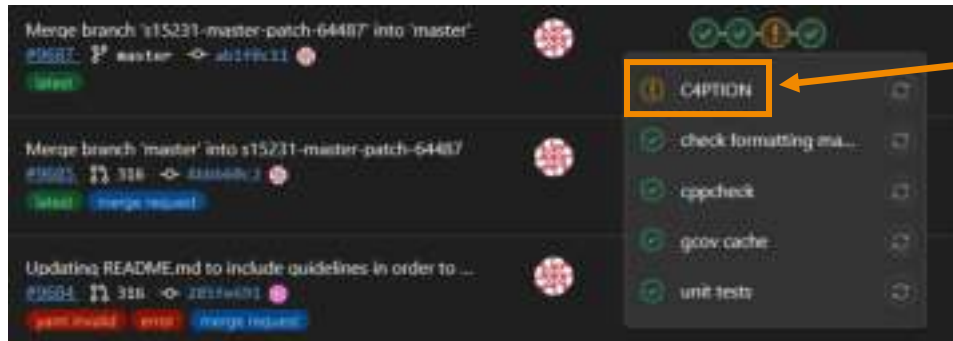 Merge branch 's15231-master-patch-64487' into 'master'
#9687 master ab1f0c11
latest
Merge branch 'master' into s15231-master-patch-64487
#9685 316
latest merge request
Updating README.md to include guidelines in order to ...
#9684 316
yaml invalid error merge request
C4PTION
check formatting ma...
cppcheck
gcov cache
unit tests